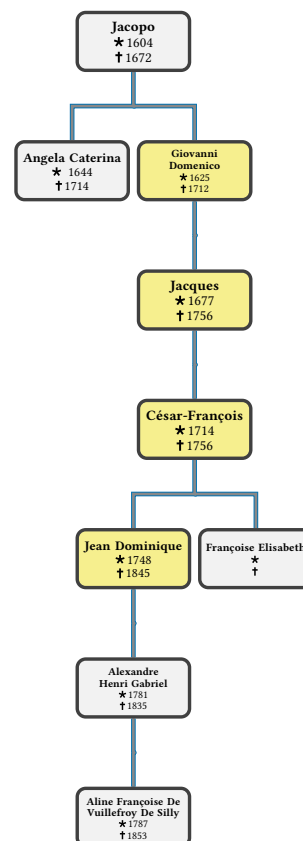 Jacopo
★ 1604
✝ 1672
Angela Caterina
★ 1644
✝ 1714
Giovanni
Domenico
★ 1625
✝ 1712
Jacques
★ 1677
✝ 1756
César-François
★ 1714
✝ 1756
Jean Dominique
★ 1748
✝ 1845
Françoise Elisabeth
★
✝
Alexandre
Henri Gabriel
★ 1781
✝ 1835
Aline Françoise De
Vuillefroy De Silly
★ 1787
✝ 1853